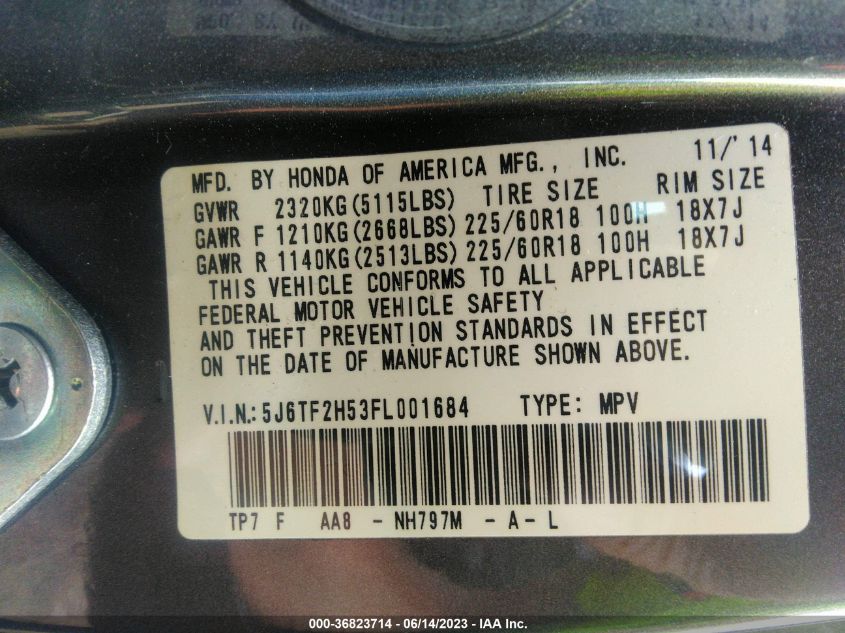 MFD. BY HONDA OF AMERICA MFG., INC. 11/'14
GVWR 2320KG(5115LBS) TIRE SIZE RIM SIZE
GAWR F 1210KG(2668LBS) 225/60R18 100H 18X7J
GAWR R 1140KG(2513LBS) 225/60R18 100H 18X7J
THIS VEHICLE CONFORMS TO ALL APPLICABLE
FEDERAL MOTOR VEHICLE SAFETY
AND THEFT PREVENTION STANDARDS IN EFFECT
ON THE DATE OF MANUFACTURE SHOWN ABOVE.
V.I.N.:5J6TF2H53FL001684 TYPE: MPV
TP7 F AA8 - NH797M - A - L
000-36823714 - 06/14/2023 - IAA Inc.